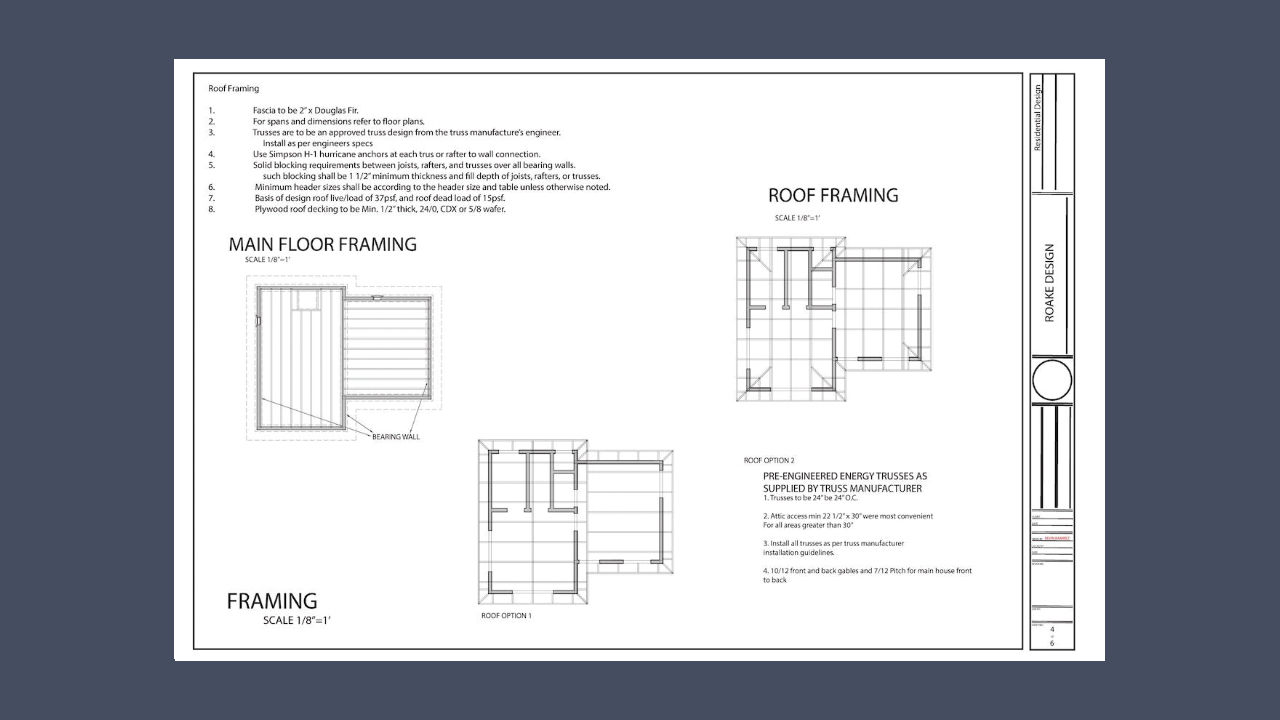 Roof Framing
1. Fascia to be 2" x Douglas Fir.
2. For spans and dimensions refer to floor plans.
3. Trusses are to be an approved truss design from the truss manufacture's engineer.
Install as per engineers specs
4. Use Simpson H-1 hurricane anchors at each trus or rafter to wall connection.
5. Solid blocking requirements between joists, rafters, and trusses over all bearing walls.
such blocking shall be 1 1/2" minimum thickness and fill depth of joists, rafters, or trusses.
6. Minimum header sizes shall be according to the header size and table unless otherwise noted.
7. Basis of design roof live/load of 37psf, and roof dead load of 15psf.
8. Plywood roof decking to be Min. 1/2" thick, 24/0, CDX or 5/8 wafer.
MAIN FLOOR FRAMING
SCALE 1/8"=1'
BEARING WALL
ROOF OPTION 1
FRAMING
SCALE 1/8"=1'
ROOF FRAMING
SCALE 1/8"=1'
ROOF OPTION 2
PRE-ENGINEERED ENERGY TRUSSES AS
SUPPLIED BY TRUSS MANUFACTURER
1. Trusses to be 24" be 24" O.C.
2. Attic access min 22 1/2" x 30" were most convenient
For all areas greater than 30"
3. Install all trusses as per truss manufacturer
installation guidelines.
4. 10/12 front and back gables and 7/12 Pitch for main house front
to back
Residential Design
ROAKE DESIGN
4
6